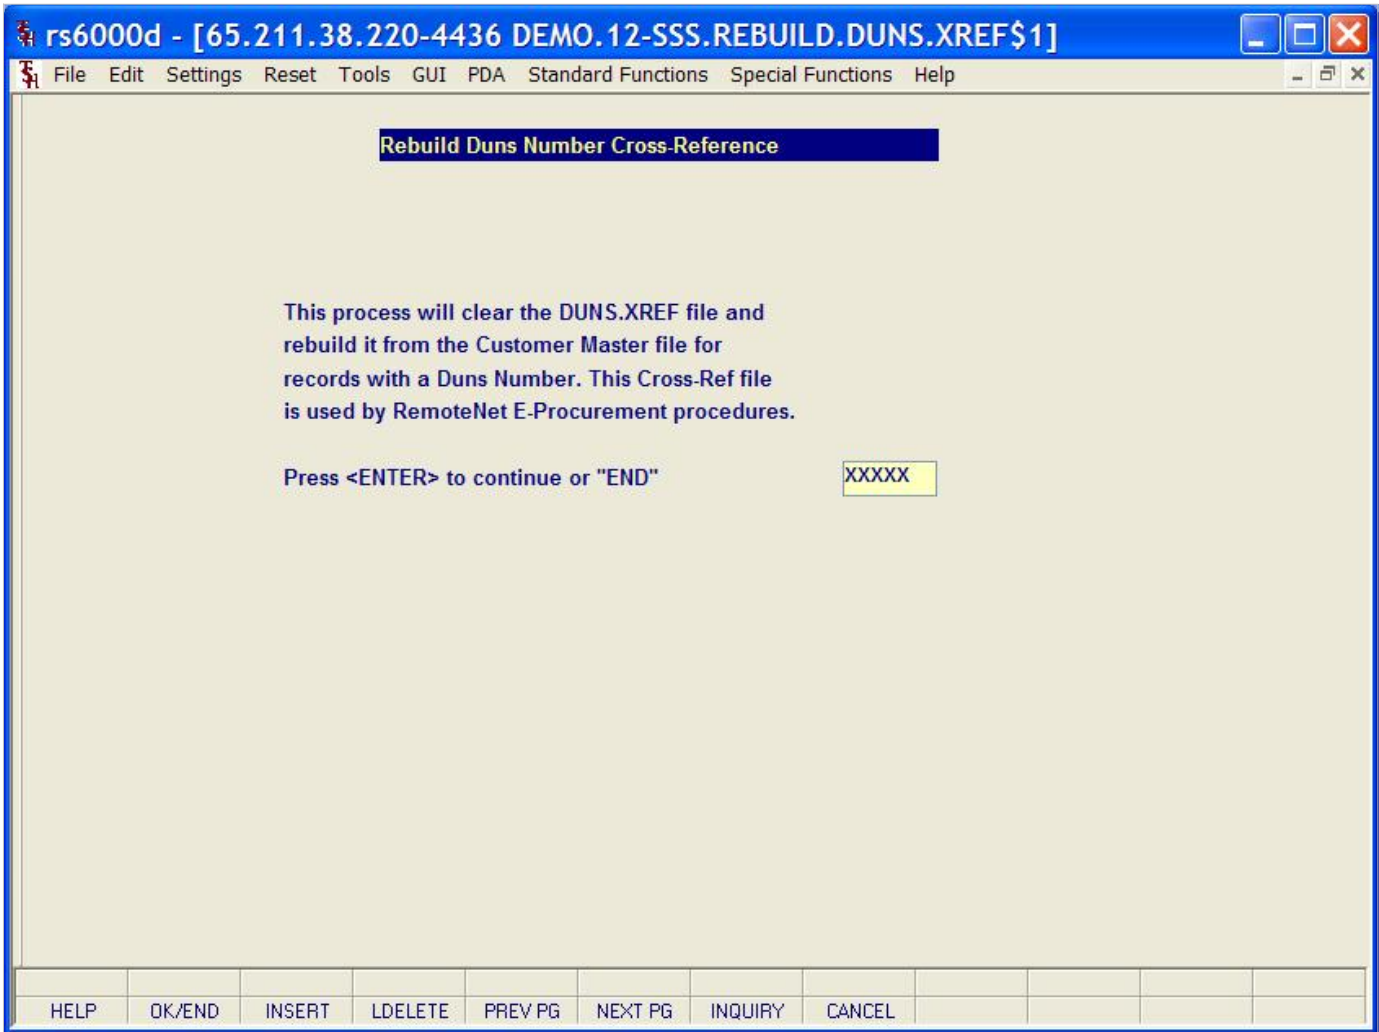 rs6000d - [65.211.38.220-4436 DEMO.12-SSS.REBUILD.DUNS.XREF$1]
File Edit Settings Reset Tools GUI PDA Standard Functions Special Functions Help
Rebuild Duns Number Cross-Reference
This process will clear the DUNS.XREF file and
rebuild it from the Customer Master file for
records with a Duns Number. This Cross-Ref file
is used by RemoteNet E-Procurement procedures.
Press <ENTER> to continue or "END" XXXXX
HELP OK/END INSERT LDELETE PREV PG NEXT PG INQUIRY CANCEL